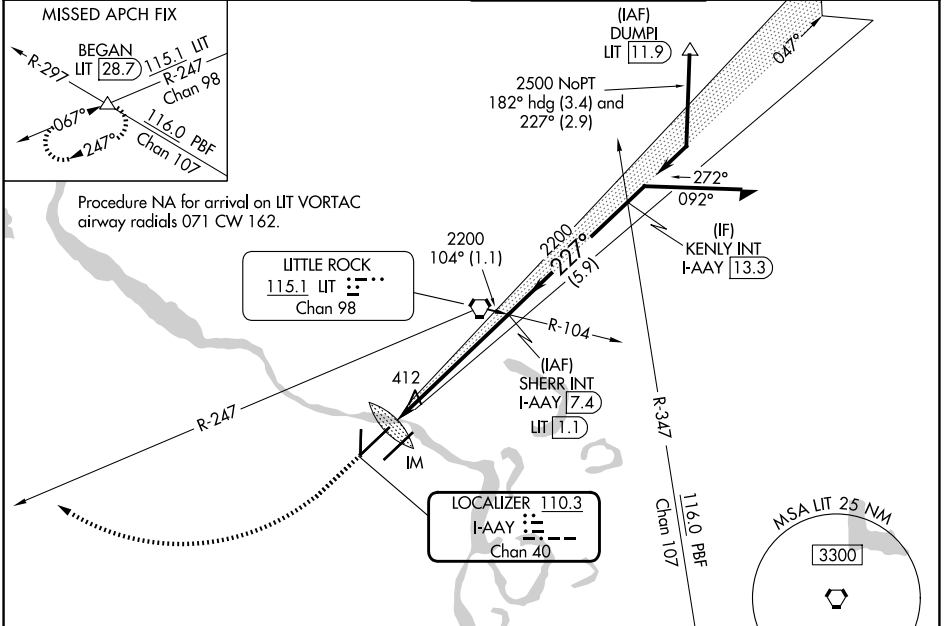 MISSED APCH FIX
BEGAN
LIT 28.7
R-297
115.1 LIT
R-247
Chan 98
067°
247°
116.0 PBF
Chan 107
Procedure NA for arrival on LIT VORTAC
airway radials 071 CW 162.
(IAF)
DUMPI
LIT 11.9
2500 NoPT
182° hdg (3.4) and
227° (2.9)
047°
272°
092°
(IF)
KENLY INT
I-AAY 13.3
2200
227°
(5.9)
2200
104° (1.1)
LITTLE ROCK
115.1 LIT
Chan 98
R-104
(IAF)
SHERR INT
I-AAY 7.4
LIT 1.1
R-247
412
IM
R-347
116.0 PBF
Chan 107
LOCALIZER 110.3
I-AAY
Chan 40
MSA LIT 25 NM
3300